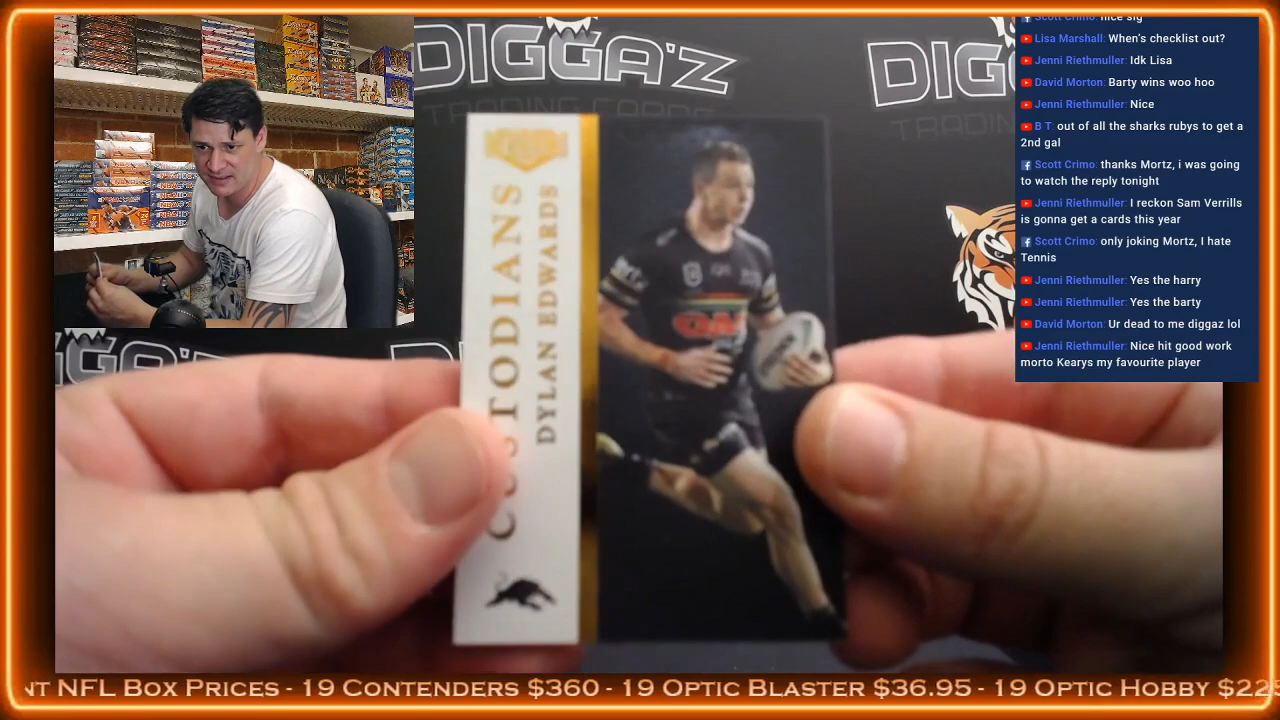 DIGGA'Z
TRADING CARDS
DIGG
TRADING
DIGGA'Z
CUSTODIANS
DYLAN EDWARDS
Scott Crimo: nice sig
Lisa Marshall: When's checklist out?
Jenni Riethmuller: Idk Lisa
David Morton: Barty wins woo hoo
Jenni Riethmuller: Nice
B T: out of all the sharks rubys to get a
2nd gal
Scott Crimo: thanks Mortz, i was going
to watch the reply tonight
Jenni Riethmuller: I reckon Sam Verrills
is gonna get a cards this year
Scott Crimo: only joking Mortz, I hate
Tennis
Jenni Riethmuller: Yes the harry
Jenni Riethmuller: Yes the barty
David Morton: Ur dead to me diggaz lol
Jenni Riethmuller: Nice hit good work
morto Kearys my favourite player
NT NFL Box Prices - 19 Contenders $360 - 19 Optic Blaster $36.95 - 19 Optic Hobby $225